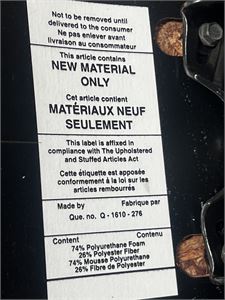 Not to be removed until
delivered to the consumer
Ne pas enlever avant
livraison au consommateur
This article contains
NEW MATERIAL
ONLY
Cet article contient
MATÉRIAUX NEUF
SEULEMENT
This label is affixed in
compliance with The Upholstered
and Stuffed Articles Act
Cette étiquette est apposée
conformement à la loi sur les
articles rembourrés
Made by Fabrique par
Que. no. Q - 1610 - 276
Content Contenu
74% Polyurethane Foam
26% Polyester Fiber
74% Mousse Polyurethane
26% Fibre de Polyester